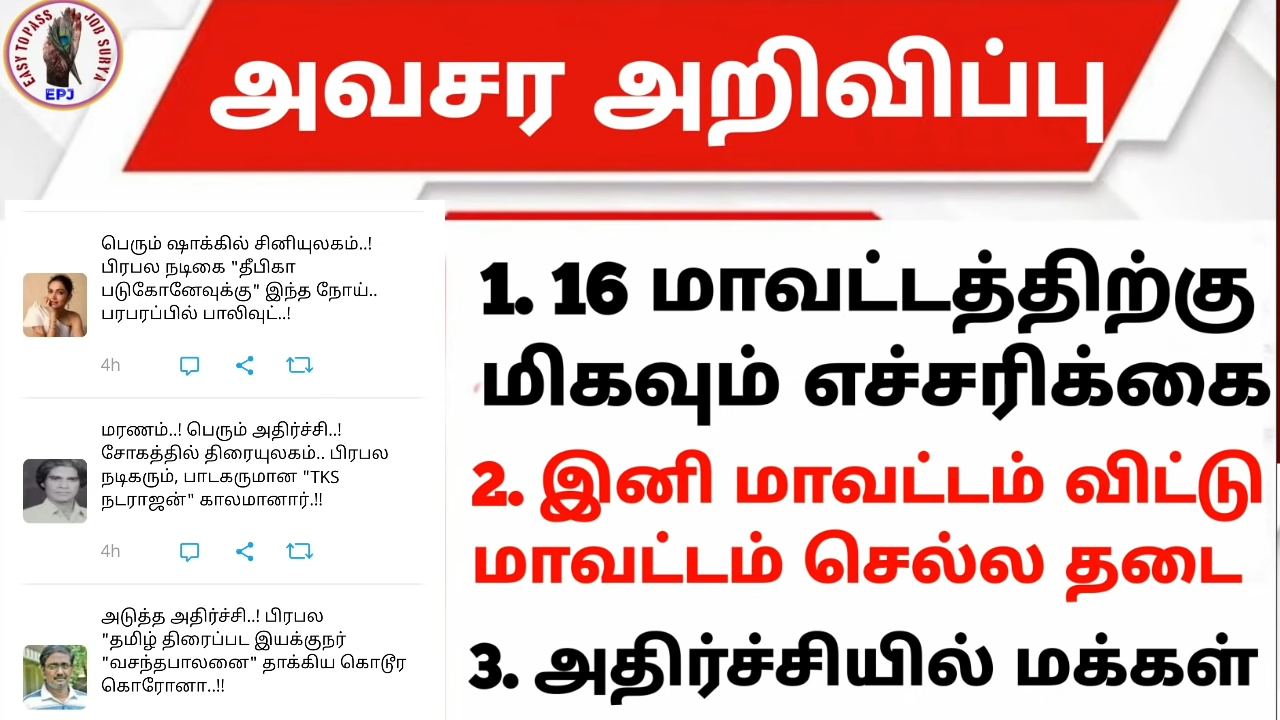 EASY TO PASS JOB SURYA
EPJ
அவசர அறிவிப்பு
பெரும் ஷாக்கில் சினியுலகம்..!
பிரபல நடிகை "தீபிகா
படுகோனேவுக்கு" இந்த நோய்..
பரபரப்பில் பாலிவுட்..!
4h
மரணம்..! பெரும் அதிர்ச்சி..!
சோகத்தில் திரையுலகம்.. பிரபல
நடிகரும், பாடகருமான "TKS
நடராஜன்" காலமானார்.!!
4h
அடுத்த அதிர்ச்சி..! பிரபல
"தமிழ் திரைப்பட இயக்குநர்
"வசந்தபாலனை" தாக்கிய கொடூர
கொரோனா..!!
1. 16 மாவட்டத்திற்கு
மிகவும் எச்சரிக்கை
2. இனி மாவட்டம் விட்டு
மாவட்டம் செல்ல தடை
3. அதிர்ச்சியில் மக்கள்